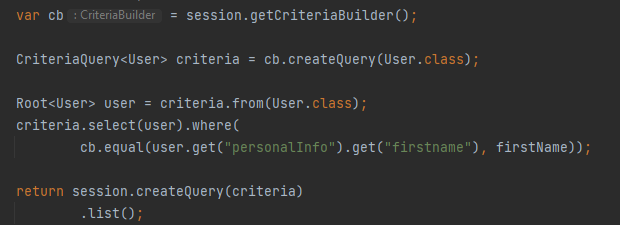 var cb : CriteriaBuilder = session.getCriteriaBuilder();
CriteriaQuery<User> criteria = cb.createQuery(User.class);
Root<User> user = criteria.from(User.class);
criteria.select(user).where(
cb.equal(user.get("personalInfo").get("firstname"), firstName));
return session.createQuery(criteria)
.list();